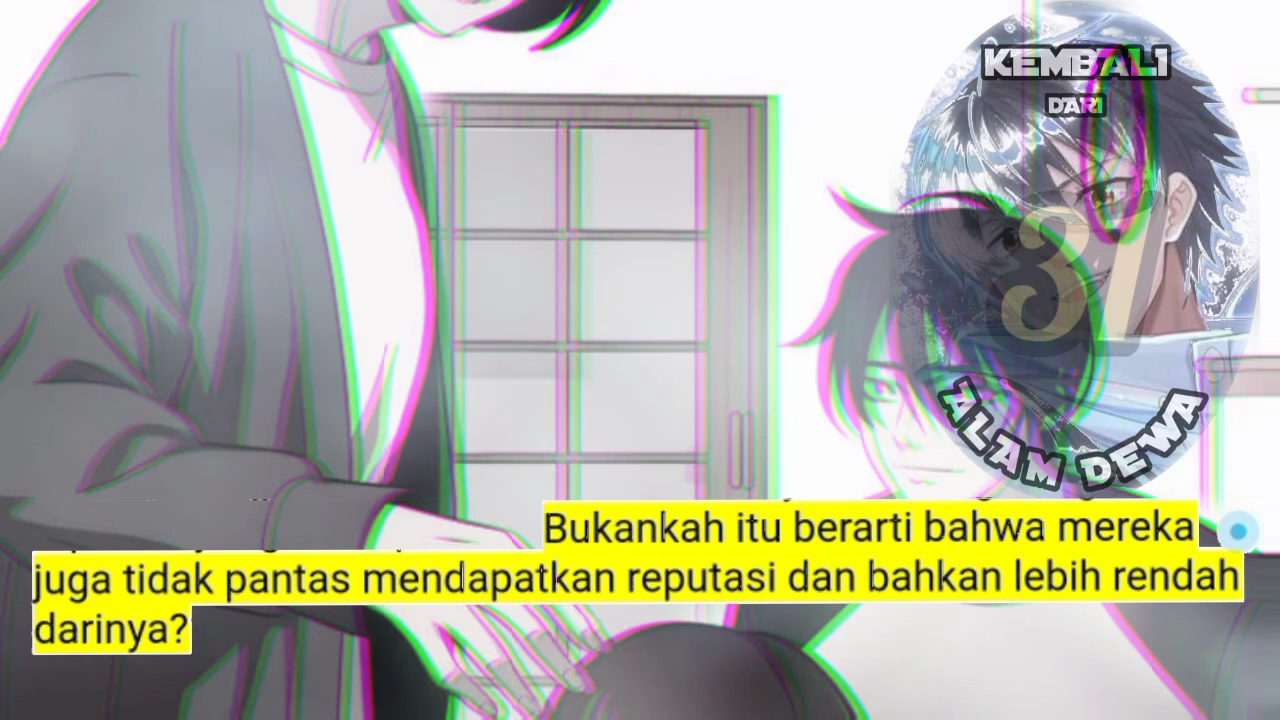 KEMBALI
DARI
37
ALAM DEWA
Bukankah itu berarti bahwa mereka
juga tidak pantas mendapatkan reputasi dan bahkan lebih rendah
darinya?